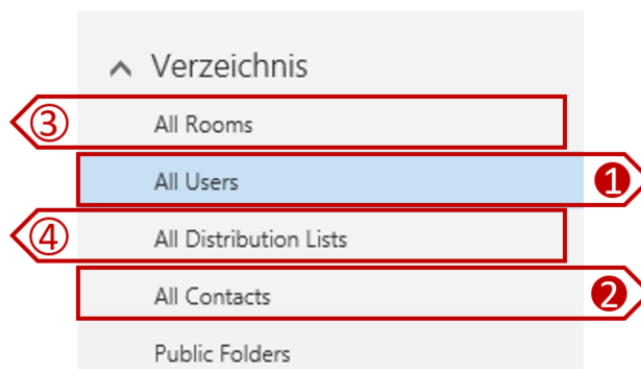 Verzeichnis
③ All Rooms
All Users ❶
④ All Distribution Lists
All Contacts ❷
Public Folders